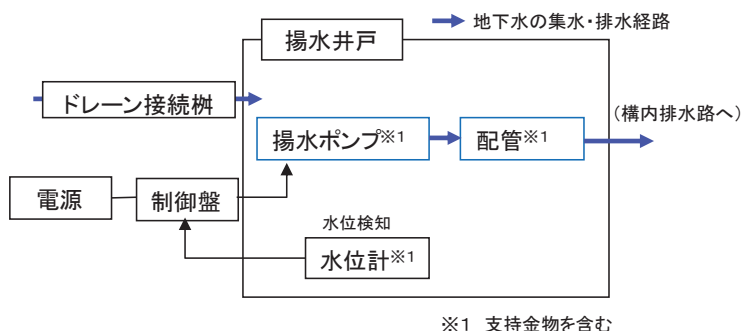 地下水の集水・排水経路
揚水井戸
ドレーン接続桝
(構内排水路へ)
揚水ポンプ※1
配管※1
電源
制御盤
水位検知
水位計※1
※1 支持金物を含む